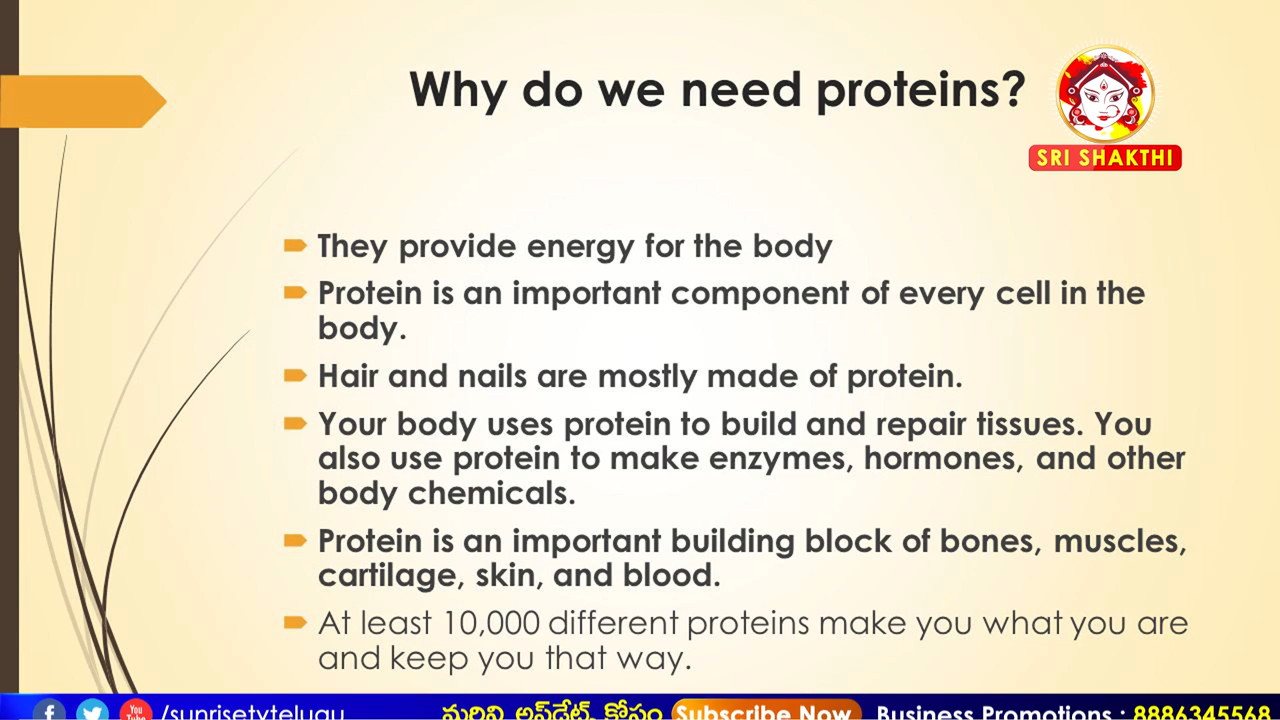 Why do we need proteins?
SRI SHAKTHI
They provide energy for the body
Protein is an important component of every cell in the
body.
Hair and nails are mostly made of protein.
Your body uses protein to build and repair tissues. You
also use protein to make enzymes, hormones, and other
body chemicals.
Protein is an important building block of bones, muscles,
cartilage, skin, and blood.
At least 10,000 different proteins make you what you are
and keep you that way.
You Tube /sunrisetvtelugu మరిన్ని అప్‌డేట్స్ కోసం Subscribe Now Business Promotions : 8886345568